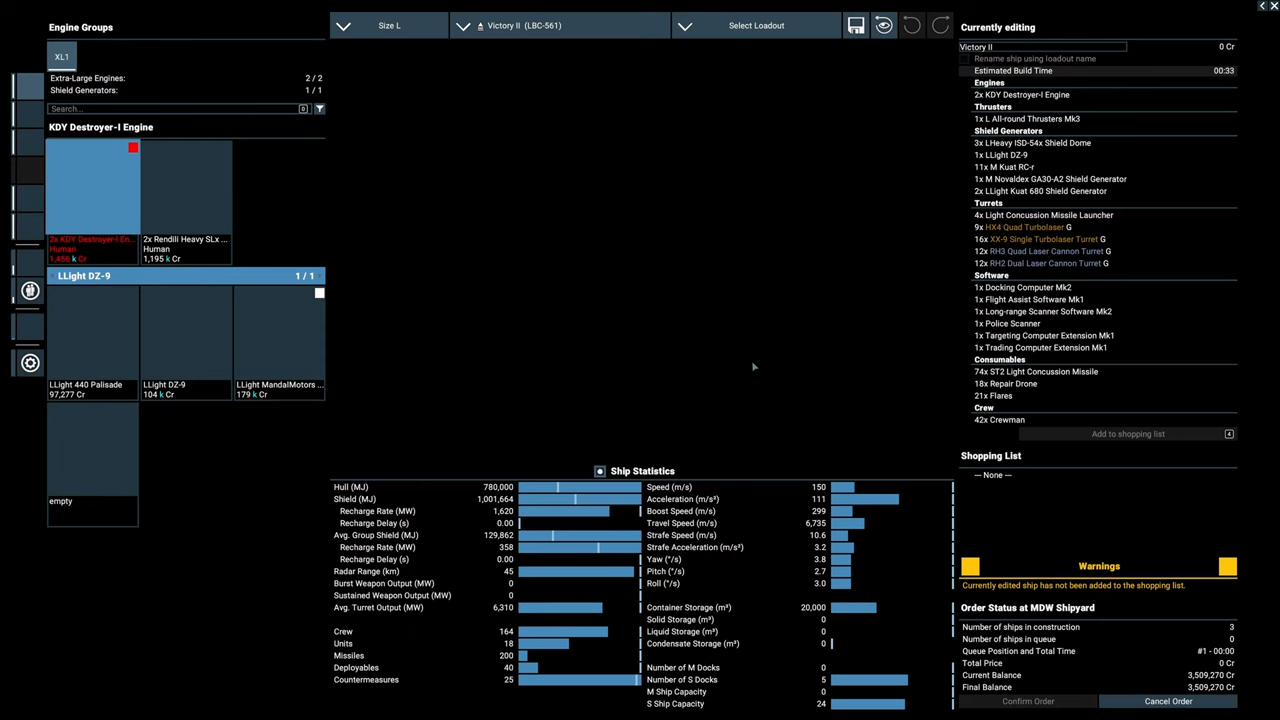 Engine Groups
XL1
Extra-Large Engines: 2 / 2
Shield Generators: 1 / 1
Search...
KDY Destroyer-I Engine
2x KDY Destroyer-I En...
Human
1,456 k Cr
2x Rendili Heavy SLx ...
Human
1,195 k Cr
LLight DZ-9 1 / 1
LLight 440 Palisade
97,277 Cr
LLight DZ-9
104 k Cr
LLight MandalMotors ...
179 k Cr
empty
Size L
Victory II (LBC-561)
Select Loadout
Ship Statistics
Hull (MJ) 780,000
Shield (MJ) 1,001,664
Recharge Rate (MW) 1,620
Recharge Delay (s) 0.00
Avg. Group Shield (MJ) 129,862
Recharge Rate (MW) 358
Recharge Delay (s) 0.00
Radar Range (km) 45
Burst Weapon Output (MW) 0
Sustained Weapon Output (MW) 0
Avg. Turret Output (MW) 6,310
Crew 164
Units 18
Missiles 200
Deployables 40
Countermeasures 25
Speed (m/s) 150
Acceleration (m/s²) 111
Boost Speed (m/s) 299
Travel Speed (m/s) 6,735
Strafe Speed (m/s) 10.6
Strafe Acceleration (m/s²) 3.2
Yaw (°/s) 3.8
Pitch (°/s) 2.7
Roll (°/s) 3.0
Container Storage (m³) 20,000
Solid Storage (m³) 0
Liquid Storage (m³) 0
Condensate Storage (m³) 0
Number of M Docks 0
Number of S Docks 5
M Ship Capacity 0
S Ship Capacity 24
Currently editing
Victory II 0 Cr
Rename ship using loadout name
Estimated Build Time 00:33
Engines
2x KDY Destroyer-I Engine
Thrusters
1x L All-round Thrusters Mk3
Shield Generators
3x LHeavy ISD-54x Shield Dome
1x LLight DZ-9
11x M Kuat RC-r
1x M Novaldex GA30-A2 Shield Generator
2x LLight Kuat 680 Shield Generator
Turrets
4x Light Concussion Missile Launcher
9x HX4 Quad Turbolaser G
16x XX-9 Single Turbolaser Turret G
12x RH3 Quad Laser Cannon Turret G
12x RH2 Dual Laser Cannon Turret G
Software
1x Docking Computer Mk2
1x Flight Assist Software Mk1
1x Long-range Scanner Software Mk2
1x Police Scanner
1x Targeting Computer Extension Mk1
1x Trading Computer Extension Mk1
Consumables
74x ST2 Light Concussion Missile
18x Repair Drone
21x Flares
Crew
42x Crewman
Add to shopping list 4
Shopping List
— None —
Warnings
Currently edited ship has not been added to the shopping list.
Order Status at MDW Shipyard
Number of ships in construction 3
Number of ships in queue 0
Queue Position and Total Time #1 - 00:00
Total Price 0 Cr
Current Balance 3,509,270 Cr
Final Balance 3,509,270 Cr
Confirm Order
Cancel Order